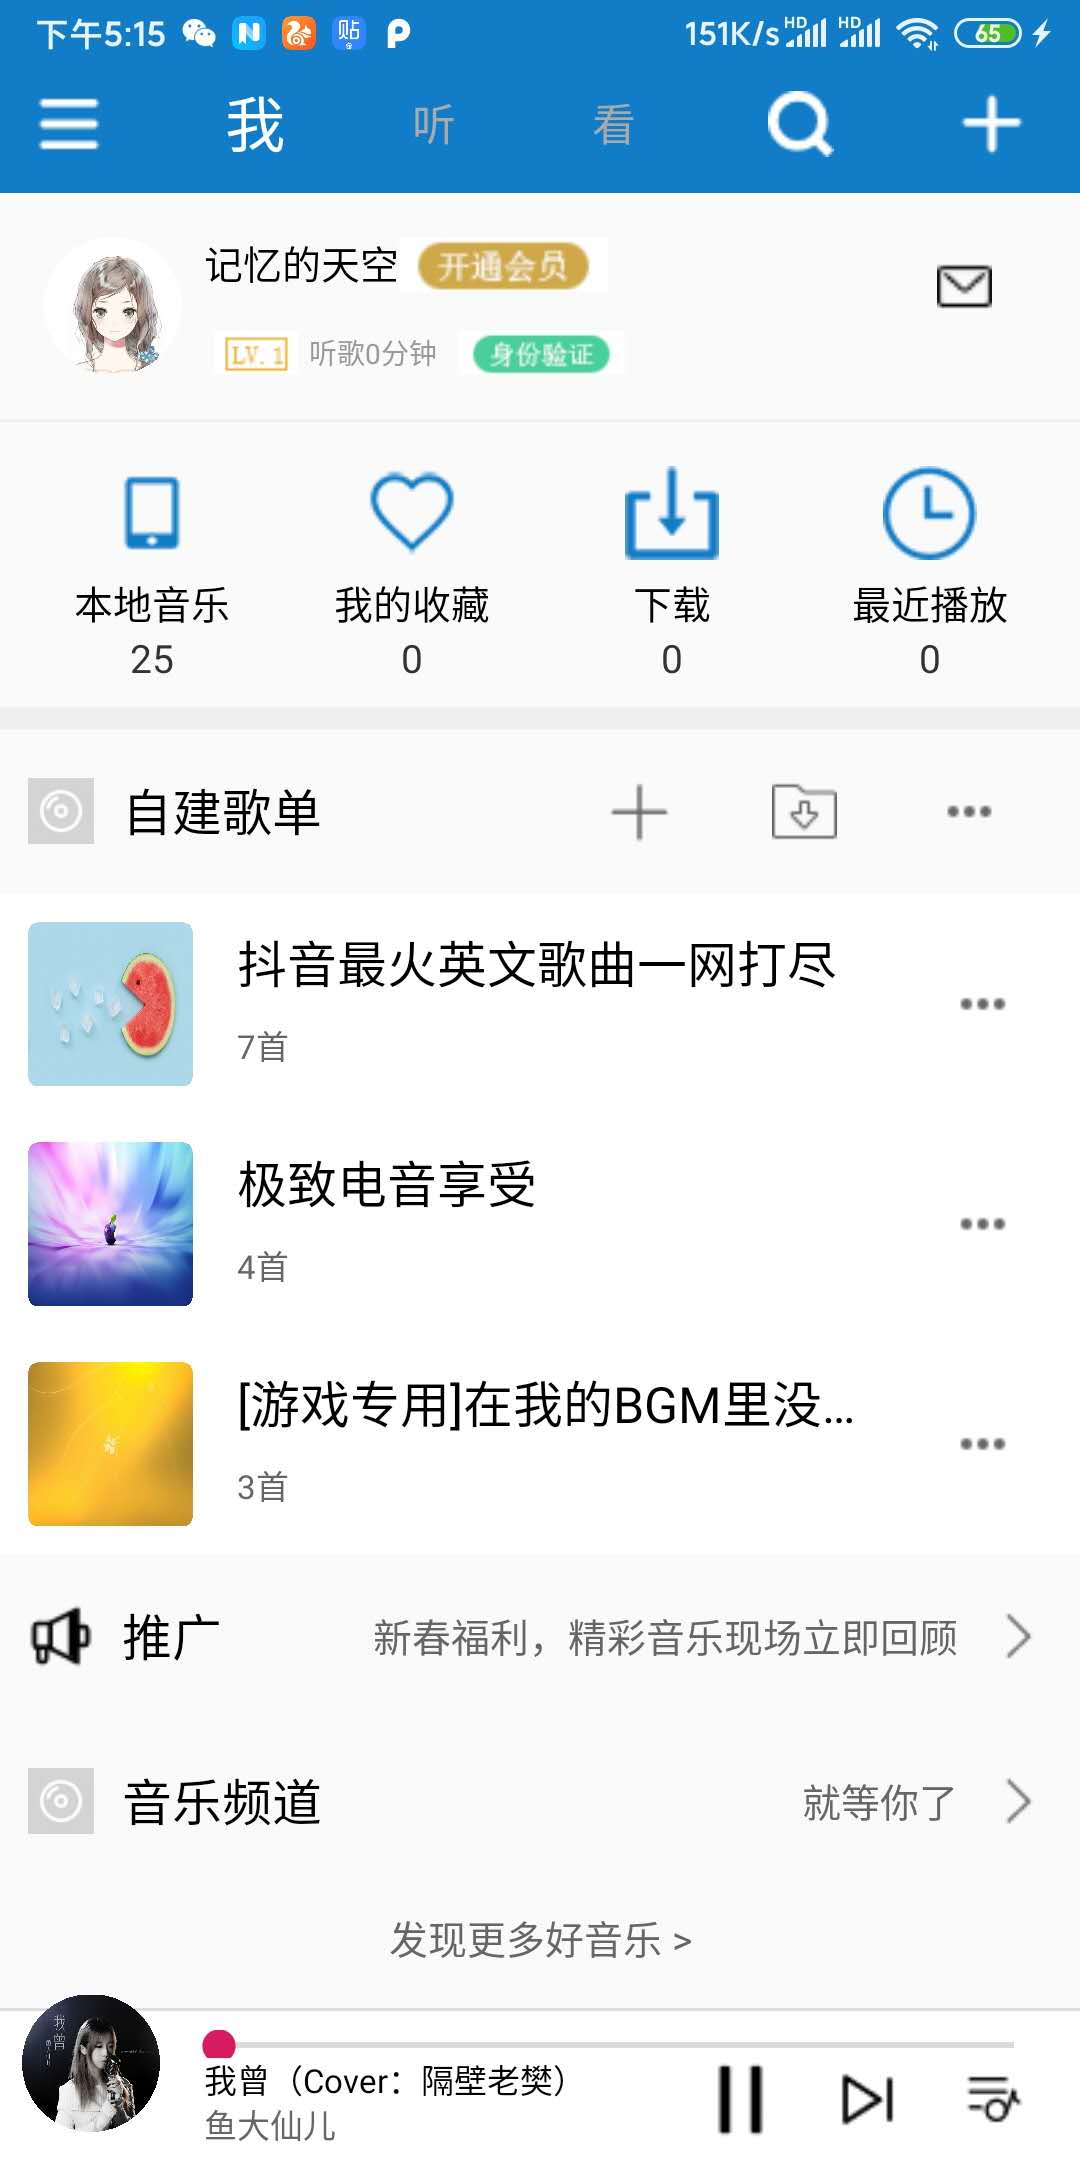 下午5:15 贴 151K/s HD HD 65
我 听 看
记忆的天空 开通会员
LV.1 听歌0分钟 身份验证
本地音乐 我的收藏 下载 最近播放
25 0 0 0
自建歌单
抖音最火英文歌曲一网打尽
7首
极致电音享受
4首
[游戏专用]在我的BGM里没...
3首
推广 新春福利，精彩音乐现场立即回顾
音乐频道 就等你了
发现更多好音乐 >
我曾
我曾（Cover：隔壁老樊）
鱼大仙儿